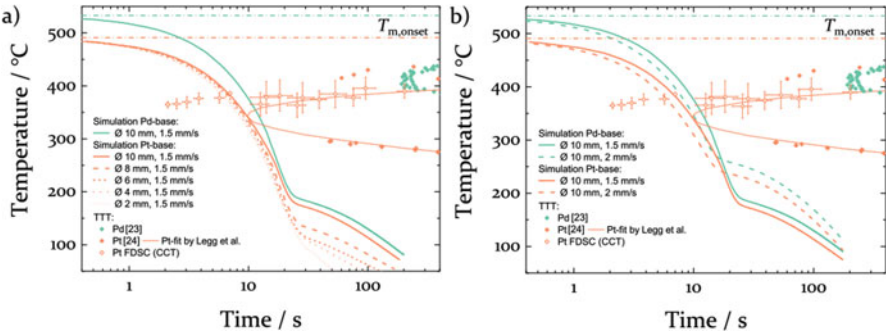 a)
T_m,onset
500
400
300
200
100
Temperature / °C
Simulation Pd-base:
Ø 10 mm, 1.5 mm/s
Simulation Pt-base:
Ø 10 mm, 1.5 mm/s
Ø 8 mm, 1.5 mm/s
Ø 6 mm, 1.5 mm/s
Ø 4 mm, 1.5 mm/s
Ø 2 mm, 1.5 mm/s
TTT:
Pd [23]
Pt [24] Pt-fit by Legg et al.
Pt FDSC (CCT)
1 10 100
Time / s
b)
T_m,onset
500
400
300
200
100
Temperature / °C
Simulation Pd-base:
Ø 10 mm, 1.5 mm/s
Ø 10 mm, 2 mm/s
Simulation Pt-base:
Ø 10 mm, 1.5 mm/s
Ø 10 mm, 2 mm/s
TTT:
Pd [23]
Pt [24] Pt-fit by Legg et al.
Pt FDSC (CCT)
1 10 100
Time / s